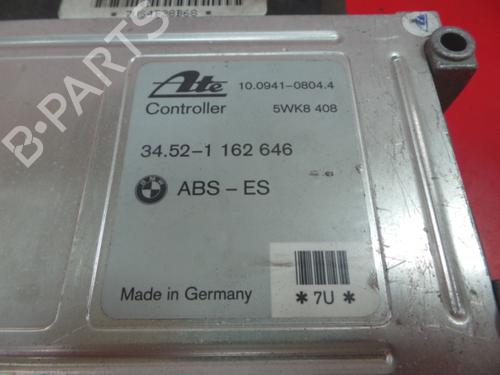 Ate
10.0941-0804.4
Controller
5WK8 408
34.52-1 162 646
BMW
ABS - ES
Made in Germany
* 7U *
B-PARTS